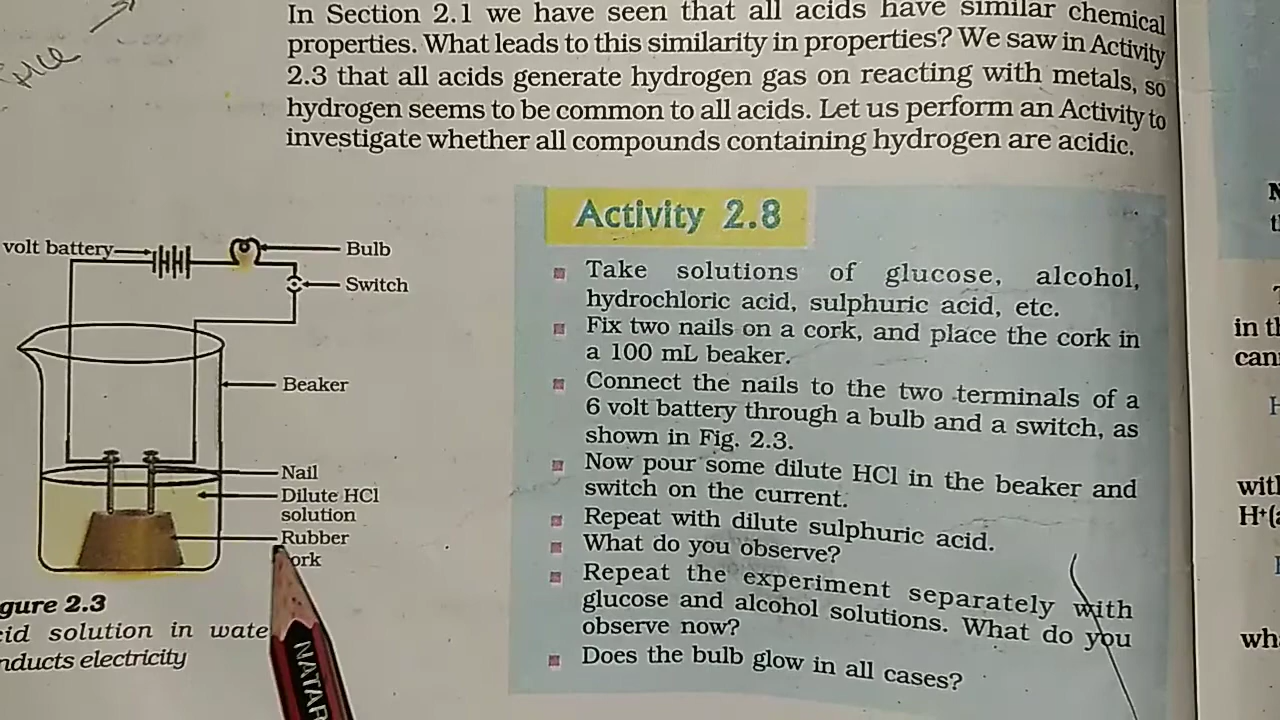 In Section 2.1 we have seen that all acids have similar chemical
properties. What leads to this similarity in properties? We saw in Activity
2.3 that all acids generate hydrogen gas on reacting with metals, so
hydrogen seems to be common to all acids. Let us perform an Activity to
investigate whether all compounds containing hydrogen are acidic.
volt battery
Bulb
Switch
Beaker
Nail
Dilute HCl
solution
Rubber
ork
gure 2.3
cid solution in wate
nducts electricity
NATAR
Activity 2.8
Take solutions of glucose, alcohol,
hydrochloric acid, sulphuric acid, etc.
Fix two nails on a cork, and place the cork in
a 100 mL beaker.
Connect the nails to the two terminals of a
6 volt battery through a bulb and a switch, as
shown in Fig. 2.3.
Now pour some dilute HCl in the beaker and
switch on the current.
Repeat with dilute sulphuric acid.
What do you observe?
Repeat the experiment separately with
glucose and alcohol solutions. What do you
observe now?
Does the bulb glow in all cases?
in th
can
wit
H+(a
wh